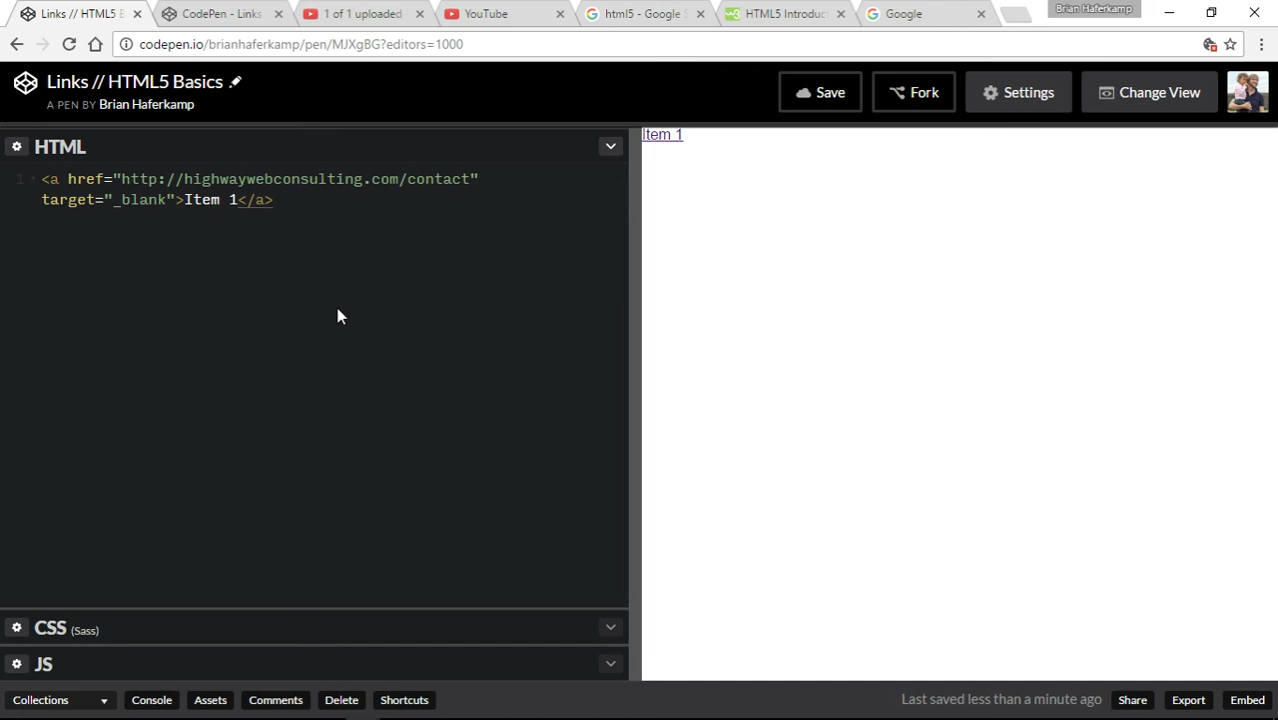 Links // HTML5 B
CodePen - Links
1 of 1 uploaded
YouTube
html5 - Google S
w3 HTML5 Introduc
Google
Brian Haferkamp
codepen.io/brianhaferkamp/pen/MJXgBG?editors=1000
Links // HTML5 Basics
A PEN BY Brian Haferkamp
Save
Fork
Settings
Change View
HTML
Item 1
1 <a href="http://highwaywebconsulting.com/contact"
target="_blank">Item 1</a>
CSS (Sass)
JS
Collections
Console
Assets
Comments
Delete
Shortcuts
Last saved less than a minute ago
Share
Export
Embed